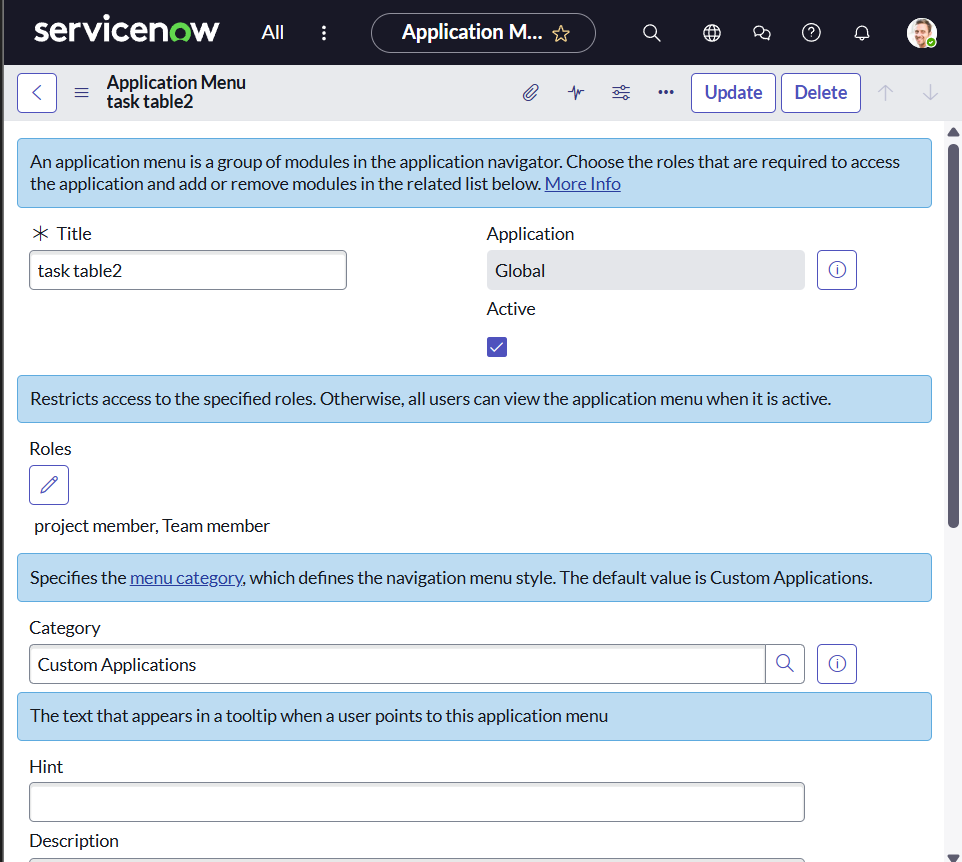 servicenow
All
Application M...
Application Menu
task table2
Update
Delete
An application menu is a group of modules in the application navigator. Choose the roles that are required to access
the application and add or remove modules in the related list below. More Info
Title
Application
task table2
Global
Active
Restricts access to the specified roles. Otherwise, all users can view the application menu when it is active.
Roles
project member, Team member
Specifies the menu category, which defines the navigation menu style. The default value is Custom Applications.
Category
Custom Applications
The text that appears in a tooltip when a user points to this application menu
Hint
Description